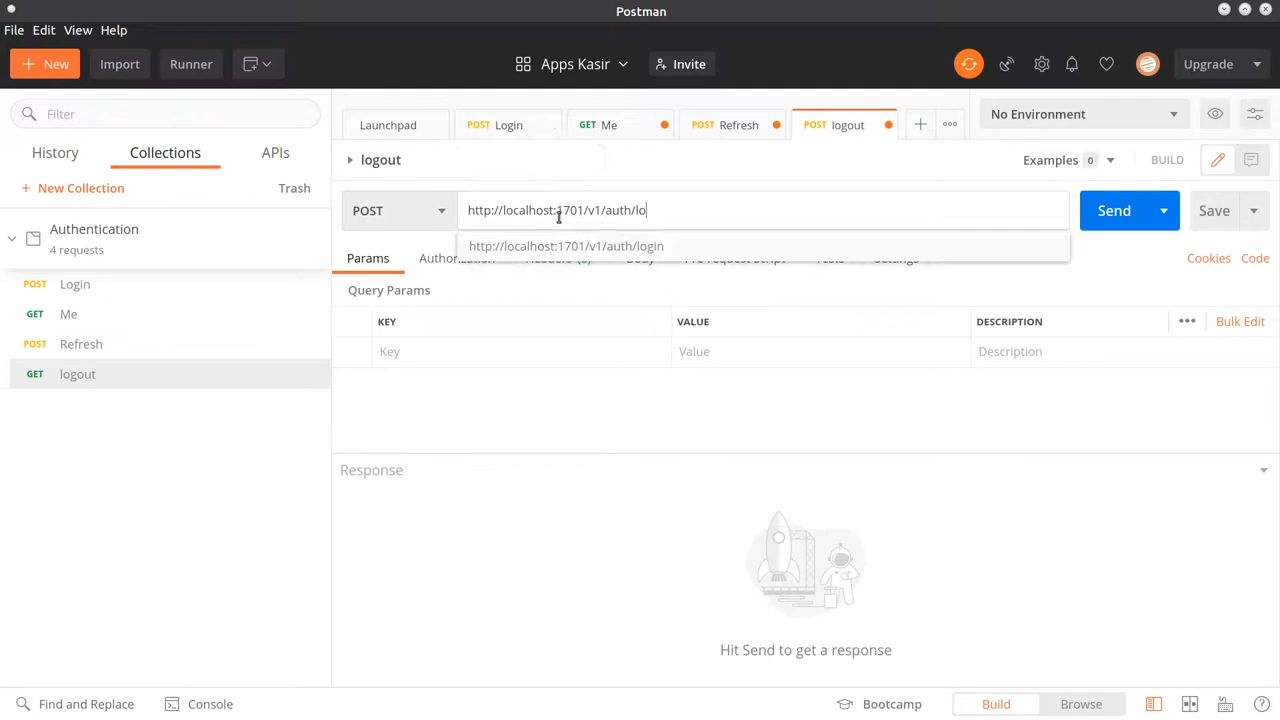 Postman
File Edit View Help
New Import Runner Apps Kasir Invite Upgrade
Filter
History Collections APIs
New Collection Trash
Authentication
4 requests
POST Login
GET Me
POST Refresh
GET logout
Launchpad POST Login GET Me POST Refresh POST logout No Environment
logout Examples 0 BUILD
POST http://localhost:1701/v1/auth/lo Send Save
http://localhost:1701/v1/auth/login
Params Cookies Code
Query Params
KEY VALUE DESCRIPTION Bulk Edit
Key Value Description
Response
Hit Send to get a response
Find and Replace Console Bootcamp Build Browse